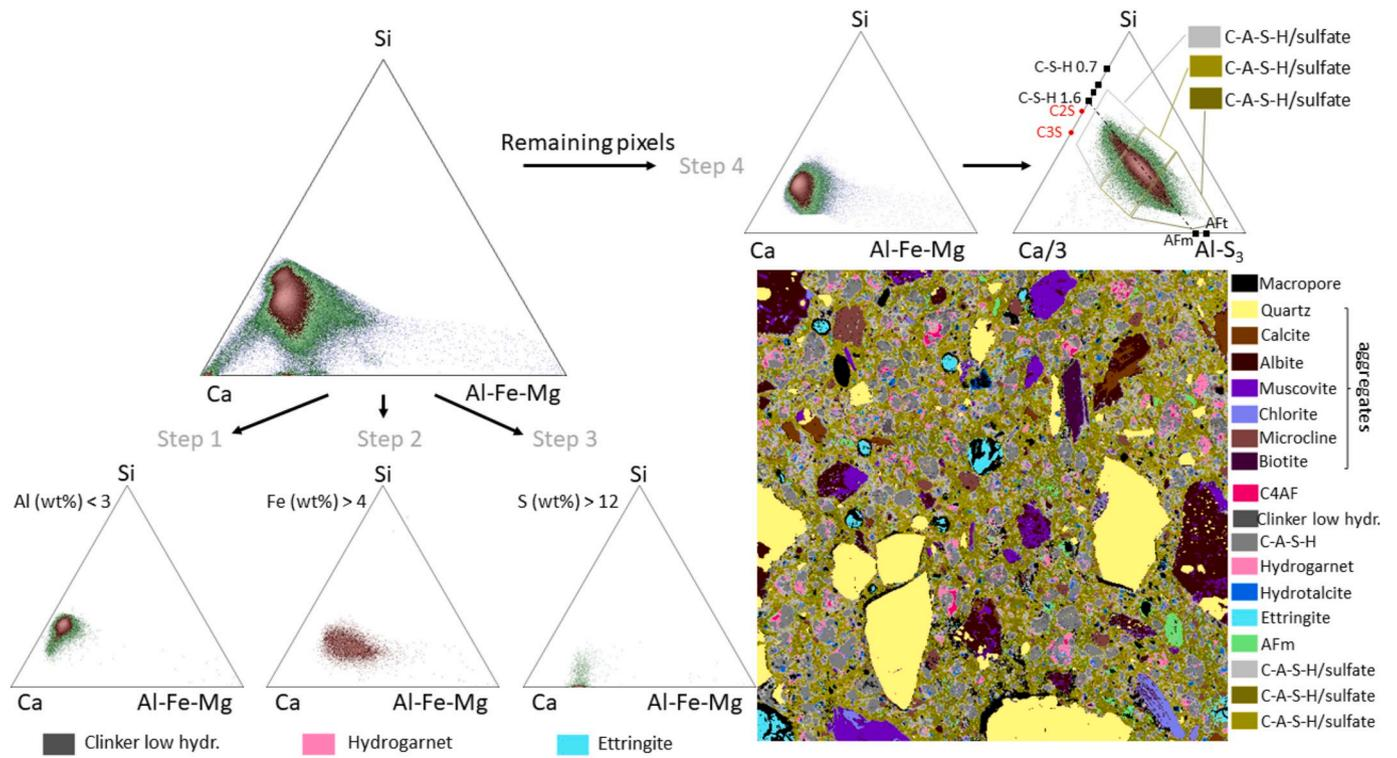 Si
Ca
Al-Fe-Mg
Remaining pixels
Step 4
Si
Ca
Al-Fe-Mg
Si
C-S-H 0.7
C-S-H 1.6
C2S
C3S
AFt
AFm
Ca/3
Al-S₃
C-A-S-H/sulfate
C-A-S-H/sulfate
C-A-S-H/sulfate
Step 1
Step 2
Step 3
Si
Al (wt%) < 3
Ca
Al-Fe-Mg
Si
Fe (wt%) > 4
Ca
Al-Fe-Mg
Si
S (wt%) > 12
Ca
Al-Fe-Mg
Clinker low hydr.
Hydrogarnet
Ettringite
Macropore
Quartz
Calcite
Albite
Muscovite
Chlorite
Microcline
Biotite
aggregates
C4AF
Clinker low hydr.
C-A-S-H
Hydrogarnet
Hydrotalcite
Ettringite
AFm
C-A-S-H/sulfate
C-A-S-H/sulfate
C-A-S-H/sulfate